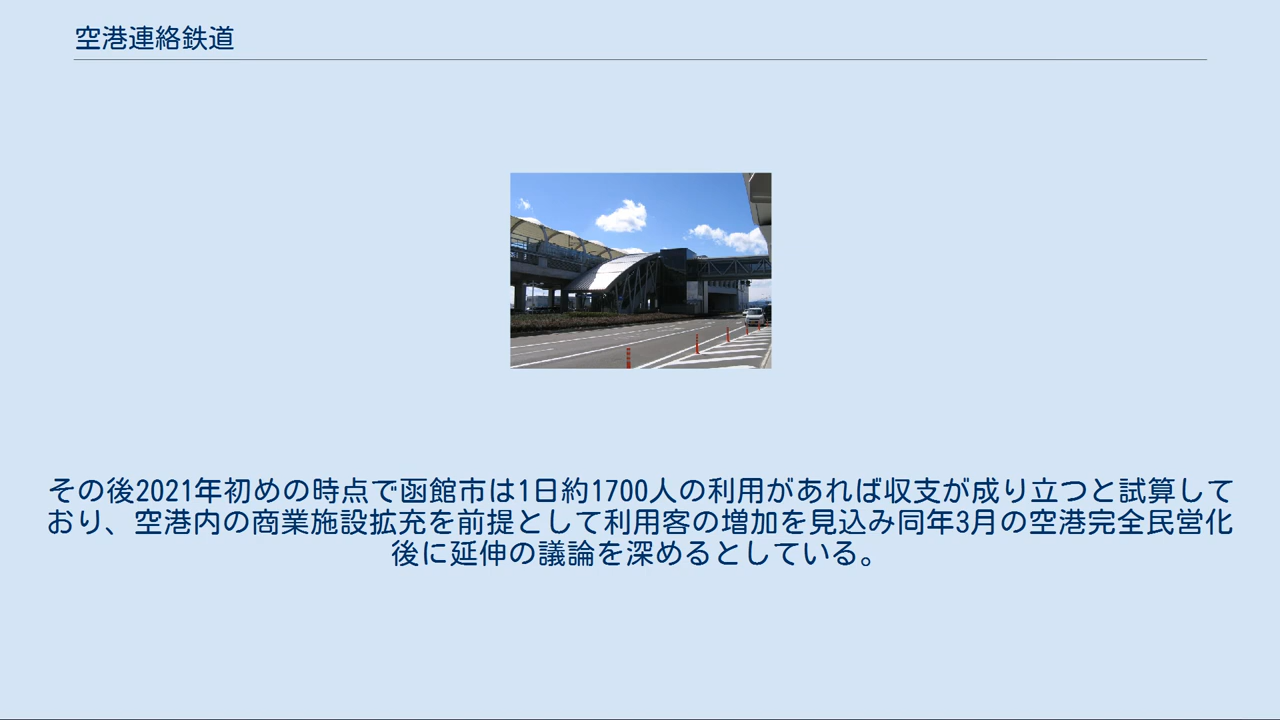 空港連絡鉄道
その後2021年初めの時点で函館市は1日約1700人の利用があれば収支が成り立つと試算して
おり、空港内の商業施設拡充を前提として利用客の増加を見込み同年3月の空港完全民営化
後に延伸の議論を深めるとしている。